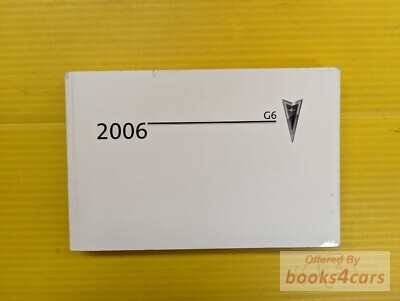 G6
2006
Offered By
books4cars